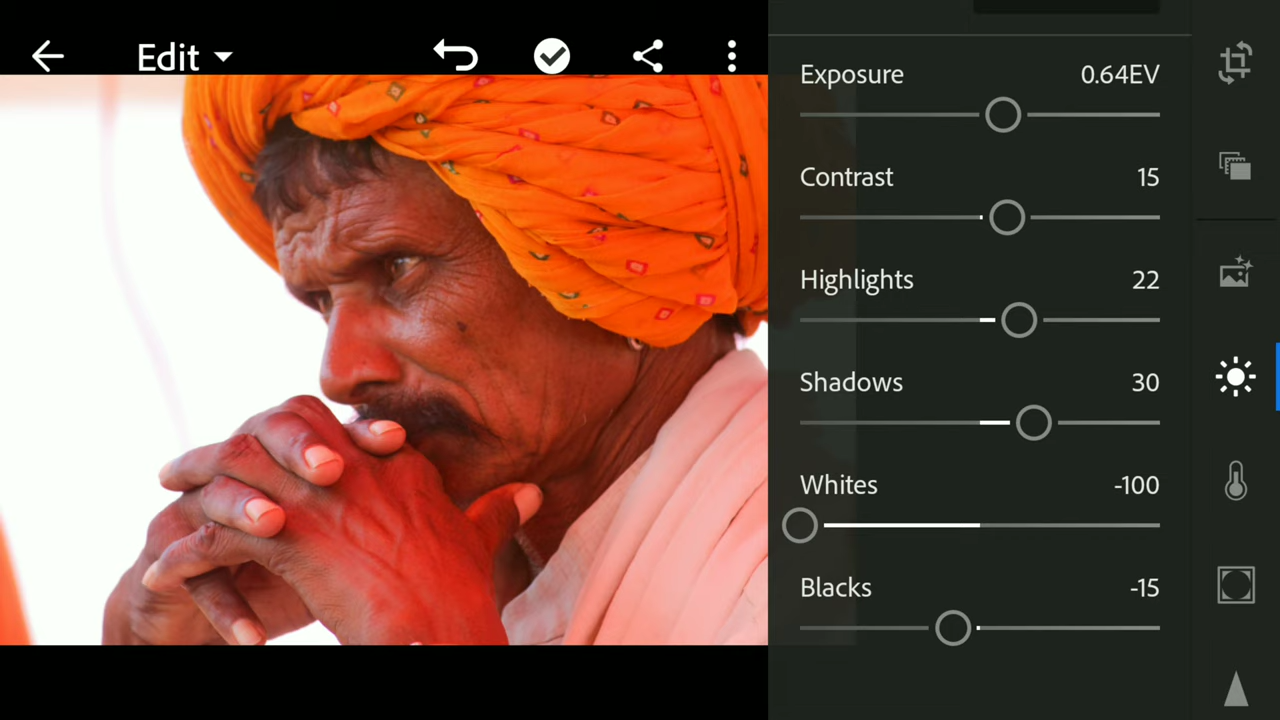 Edit
Exposure 0.64EV
Contrast 15
Highlights 22
Shadows 30
Whites -100
Blacks -15